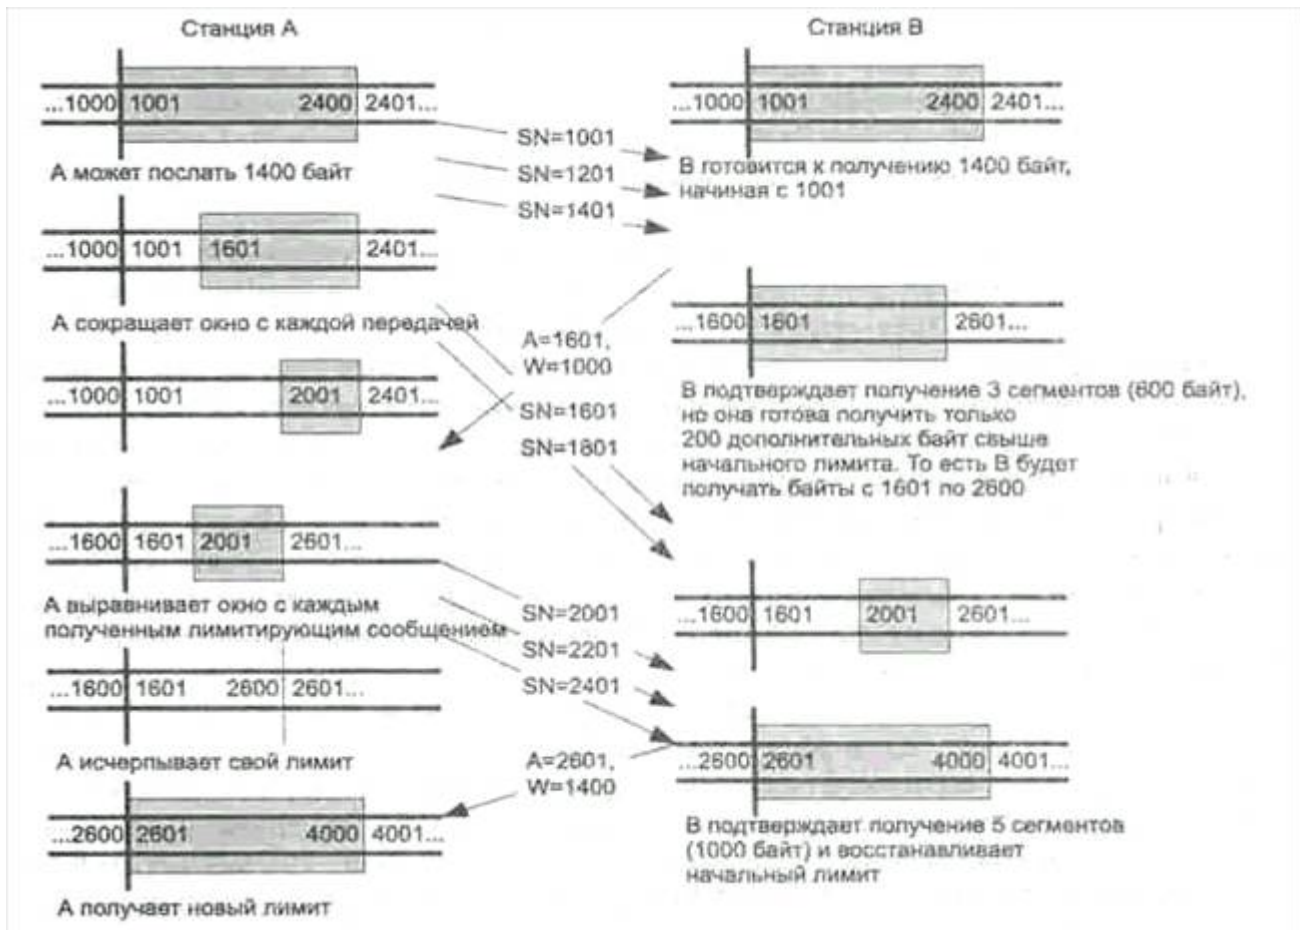 Станция А
Станция В
...1000 1001 2400 2401...
...1000 1001 2400 2401...
SN=1001
SN=1201
SN=1401
А может послать 1400 байт
В готовится к получению 1400 байт,
начиная с 1001
...1000 1001 1601 2401...
А сокращает окно с каждой передачей
...1600 1601 2601...
A=1601,
W=1000
SN=1601
SN=1801
...1000 1001 2001 2401...
В подтверждает получение 3 сегментов (600 байт),
но она готова получить только
200 дополнительных байт свыше
начального лимита. То есть В будет
получать байты с 1601 по 2600
...1600 1601 2001 2601...
А выравнивает окно с каждым
полученным лимитирующим сообщением
SN=2001
SN=2201
SN=2401
...1600 1601 2001 2601...
...1600 1601 2600 2601...
А исчерпывает свой лимит
A=2601,
W=1400
...2600 2601 4000 4001...
...2600 2601 4000 4001...
А получает новый лимит
В подтверждает получение 5 сегментов
(1000 байт) и восстанавливает
начальный лимит